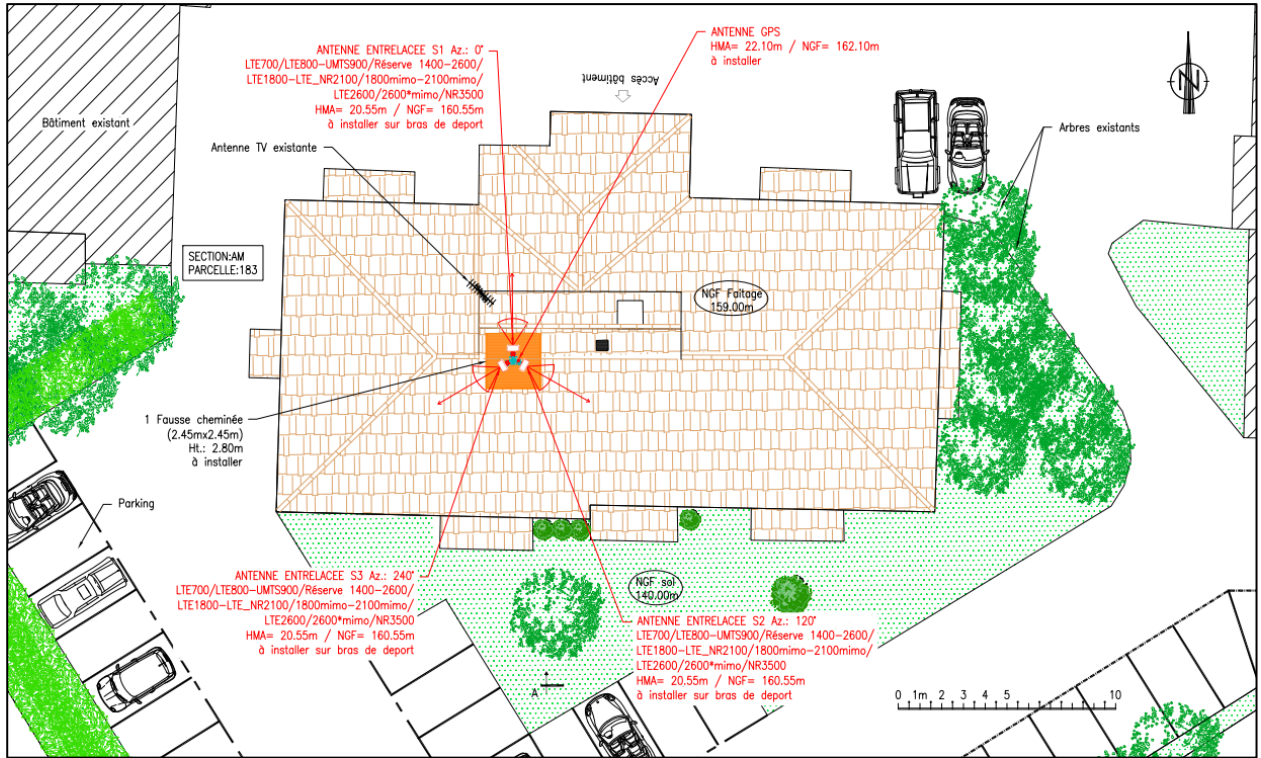 ANTENNE ENTRELACEE S1 Az.: 0°
LTE700/LTE800-UMTS900/Réserve 1400-2600/
LTE1800-LTE_NR2100/1800mimo-2100mimo/
LTE2600/2600*mimo/NR3500
HMA= 20.55m / NGF= 160.55m
à installer sur bras de deport
ANTENNE GPS
HMA= 22.10m / NGF= 162.10m
à installer
Accès bâtiment
N
Bâtiment existant
Antenne TV existante
Arbres existants
SECTION:AM
PARCELLE:183
NGF Faîtage
159.00m
1 Fausse cheminée
(2.45mx2.45m)
Ht.: 2.80m
à installer
Parking
ANTENNE ENTRELACEE S3 Az.: 240°
LTE700/LTE800-UMTS900/Réserve 1400-2600/
LTE1800-LTE_NR2100/1800mimo-2100mimo/
LTE2600/2600*mimo/NR3500
HMA= 20.55m / NGF= 160.55m
à installer sur bras de deport
NGF sol
140.00m
ANTENNE ENTRELACEE S2 Az.: 120°
LTE700/LTE800-UMTS900/Réserve 1400-2600/
LTE1800-LTE_NR2100/1800mimo-2100mimo/
LTE2600/2600*mimo/NR3500
HMA= 20.55m / NGF= 160.55m
à installer sur bras de deport
A
0 1m 2 3 4 5 10